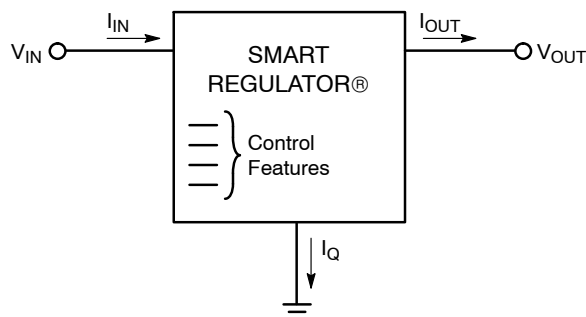 I_IN
I_OUT
V_IN
SMART
REGULATOR®
V_OUT
Control
Features
I_Q